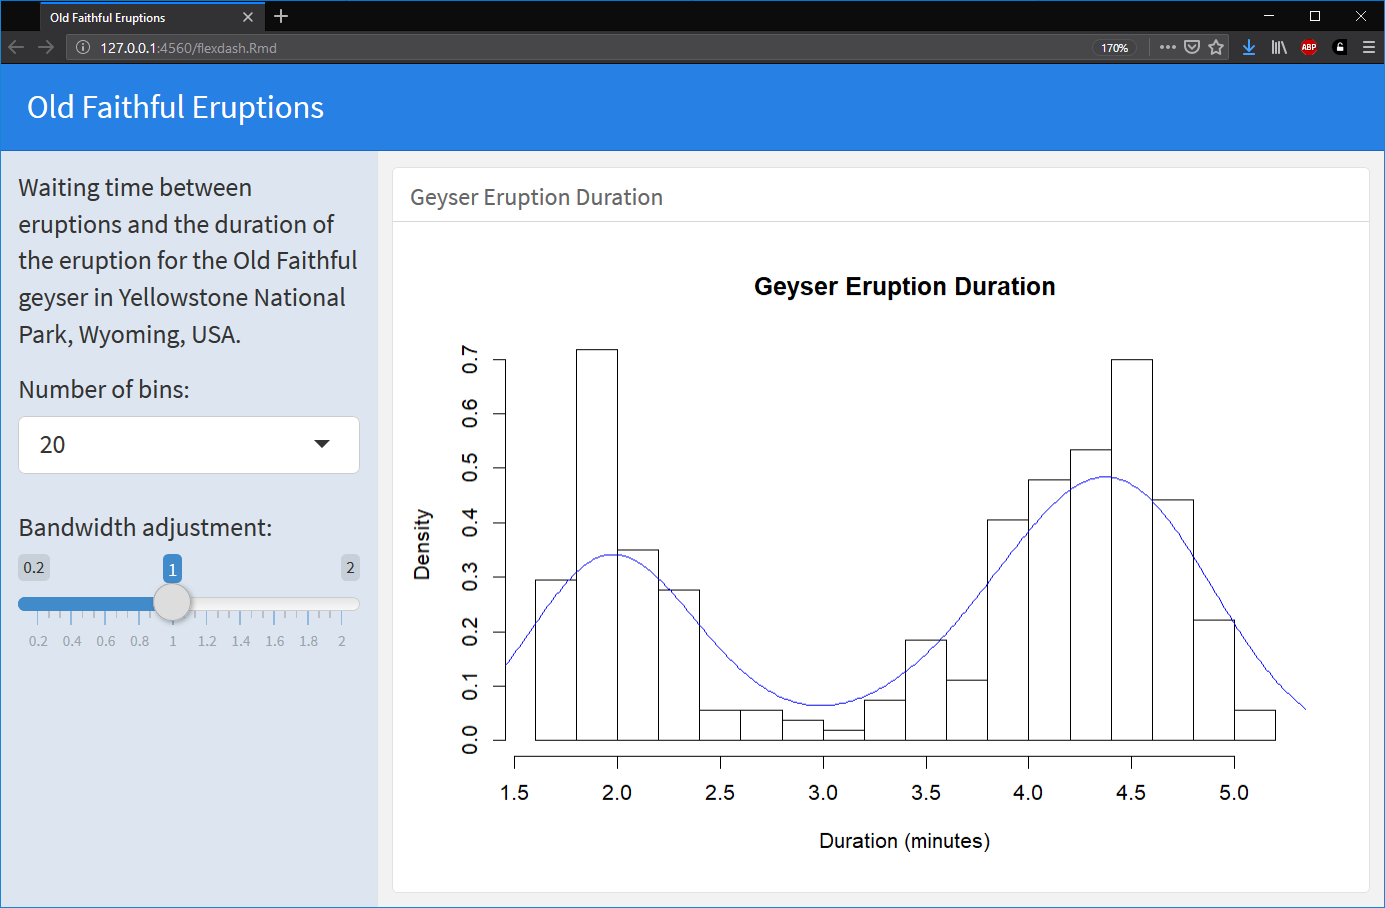 Old Faithful Eruptions
127.0.0.1:4560/flexdash.Rmd
170%
ABP
Old Faithful Eruptions
Waiting time between
eruptions and the duration of
the eruption for the Old Faithful
geyser in Yellowstone National
Park, Wyoming, USA.
Number of bins:
20
Bandwidth adjustment:
0.2 1 2
0.2 0.4 0.6 0.8 1 1.2 1.4 1.6 1.8 2
Geyser Eruption Duration
Geyser Eruption Duration
Density
0.7
0.6
0.5
0.4
0.3
0.2
0.1
0.0
1.5 2.0 2.5 3.0 3.5 4.0 4.5 5.0
Duration (minutes)